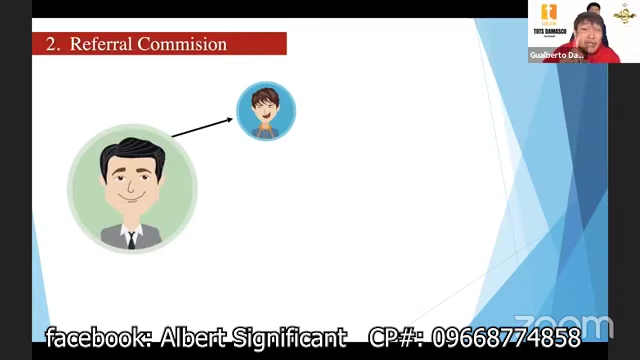 2. Referral Commision
TOTS DAMASCO
Gualberto Da...
zoom
facebook: Albert Significant CP#: 09668774858